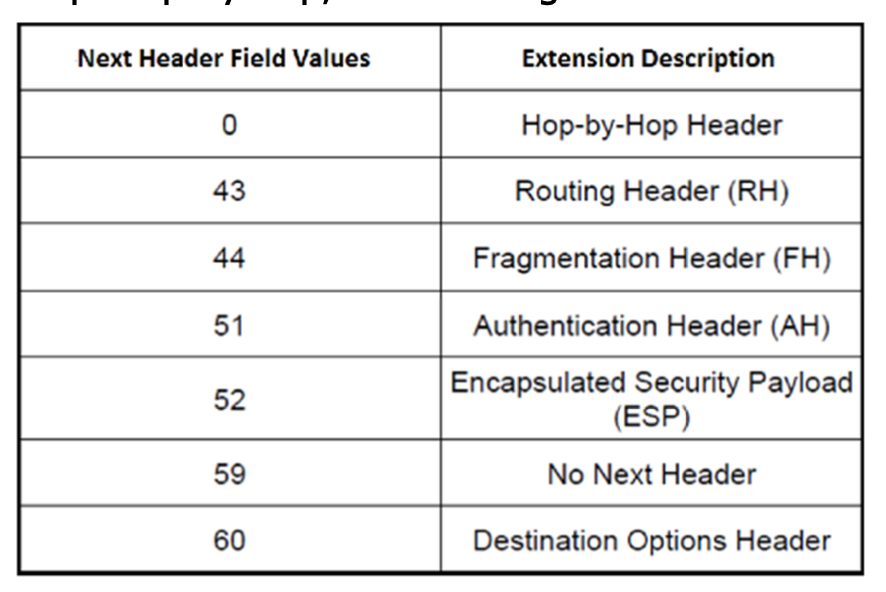 Next Header Field Values Extension Description
0 Hop-by-Hop Header
43 Routing Header (RH)
44 Fragmentation Header (FH)
51 Authentication Header (AH)
52 Encapsulated Security Payload
(ESP)
59 No Next Header
60 Destination Options Header